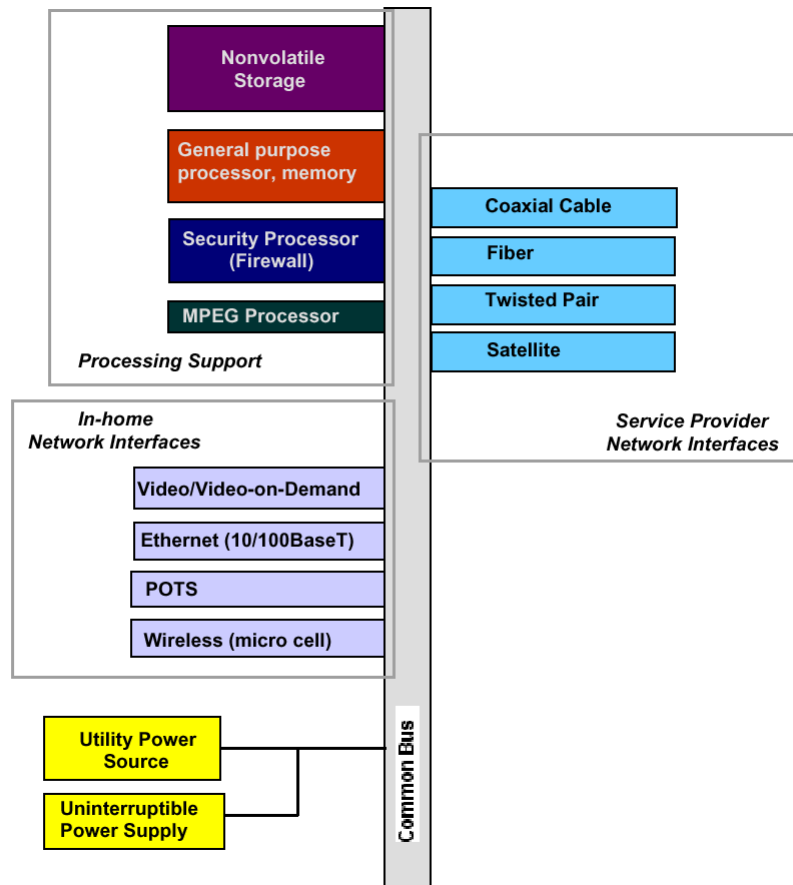 Nonvolatile
Storage
General purpose
processor, memory
Security Processor
(Firewall)
MPEG Processor
Processing Support
Coaxial Cable
Fiber
Twisted Pair
Satellite
Service Provider
Network Interfaces
In-home
Network Interfaces
Video/Video-on-Demand
Ethernet (10/100BaseT)
POTS
Wireless (micro cell)
Utility Power
Source
Uninterruptible
Power Supply
Common Bus